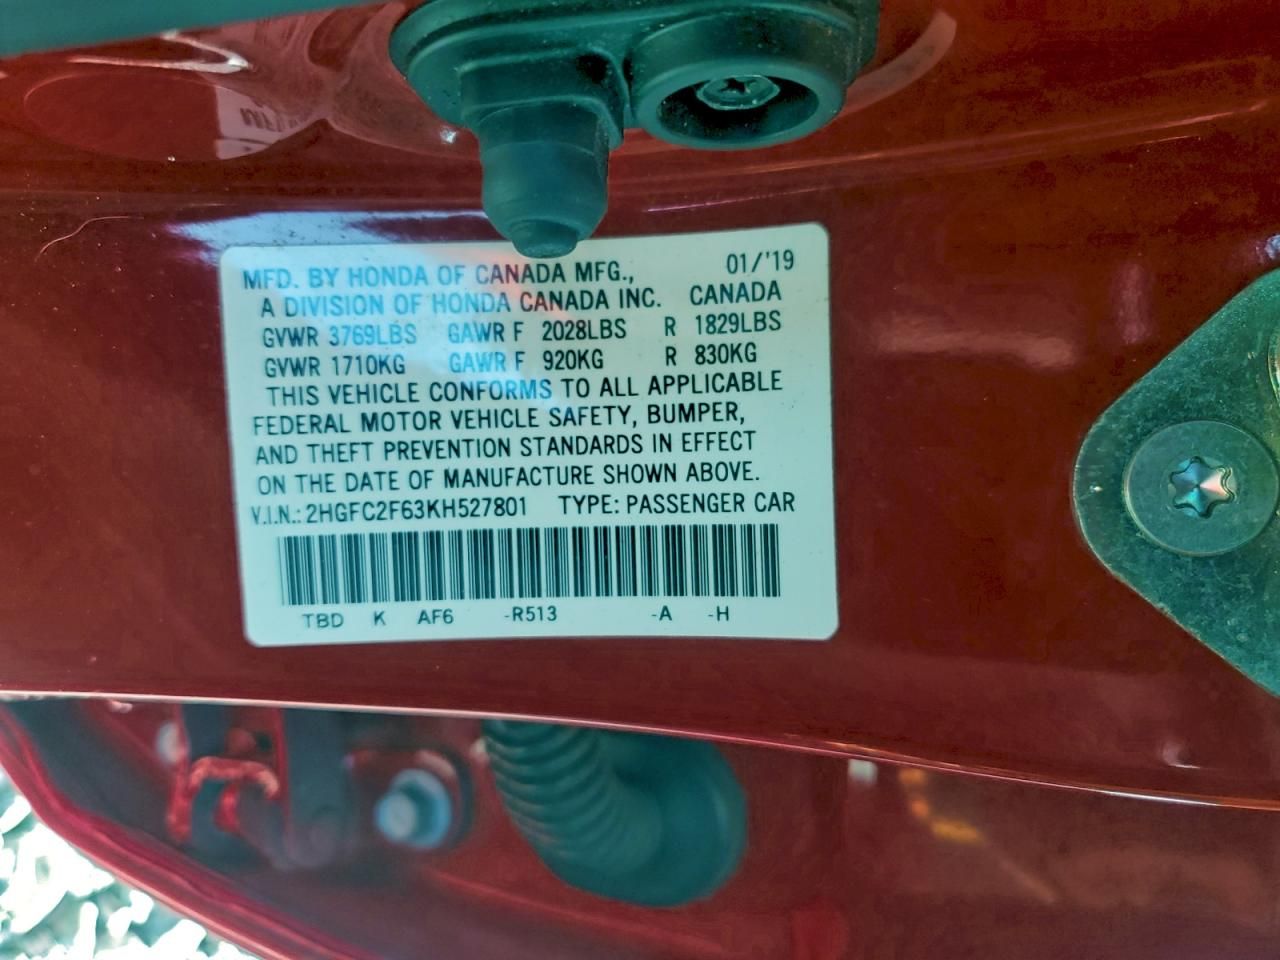 MFD. BY HONDA OF CANADA MFG., 01/'19
A DIVISION OF HONDA CANADA INC. CANADA
GVWR 3769LBS GAWR F 2028LBS R 1829LBS
GVWR 1710KG GAWR F 920KG R 830KG
THIS VEHICLE CONFORMS TO ALL APPLICABLE
FEDERAL MOTOR VEHICLE SAFETY, BUMPER,
AND THEFT PREVENTION STANDARDS IN EFFECT
ON THE DATE OF MANUFACTURE SHOWN ABOVE.
V.I.N.: 2HGFC2F63KH527801 TYPE: PASSENGER CAR
TBD K AF6 -R513 -A -H